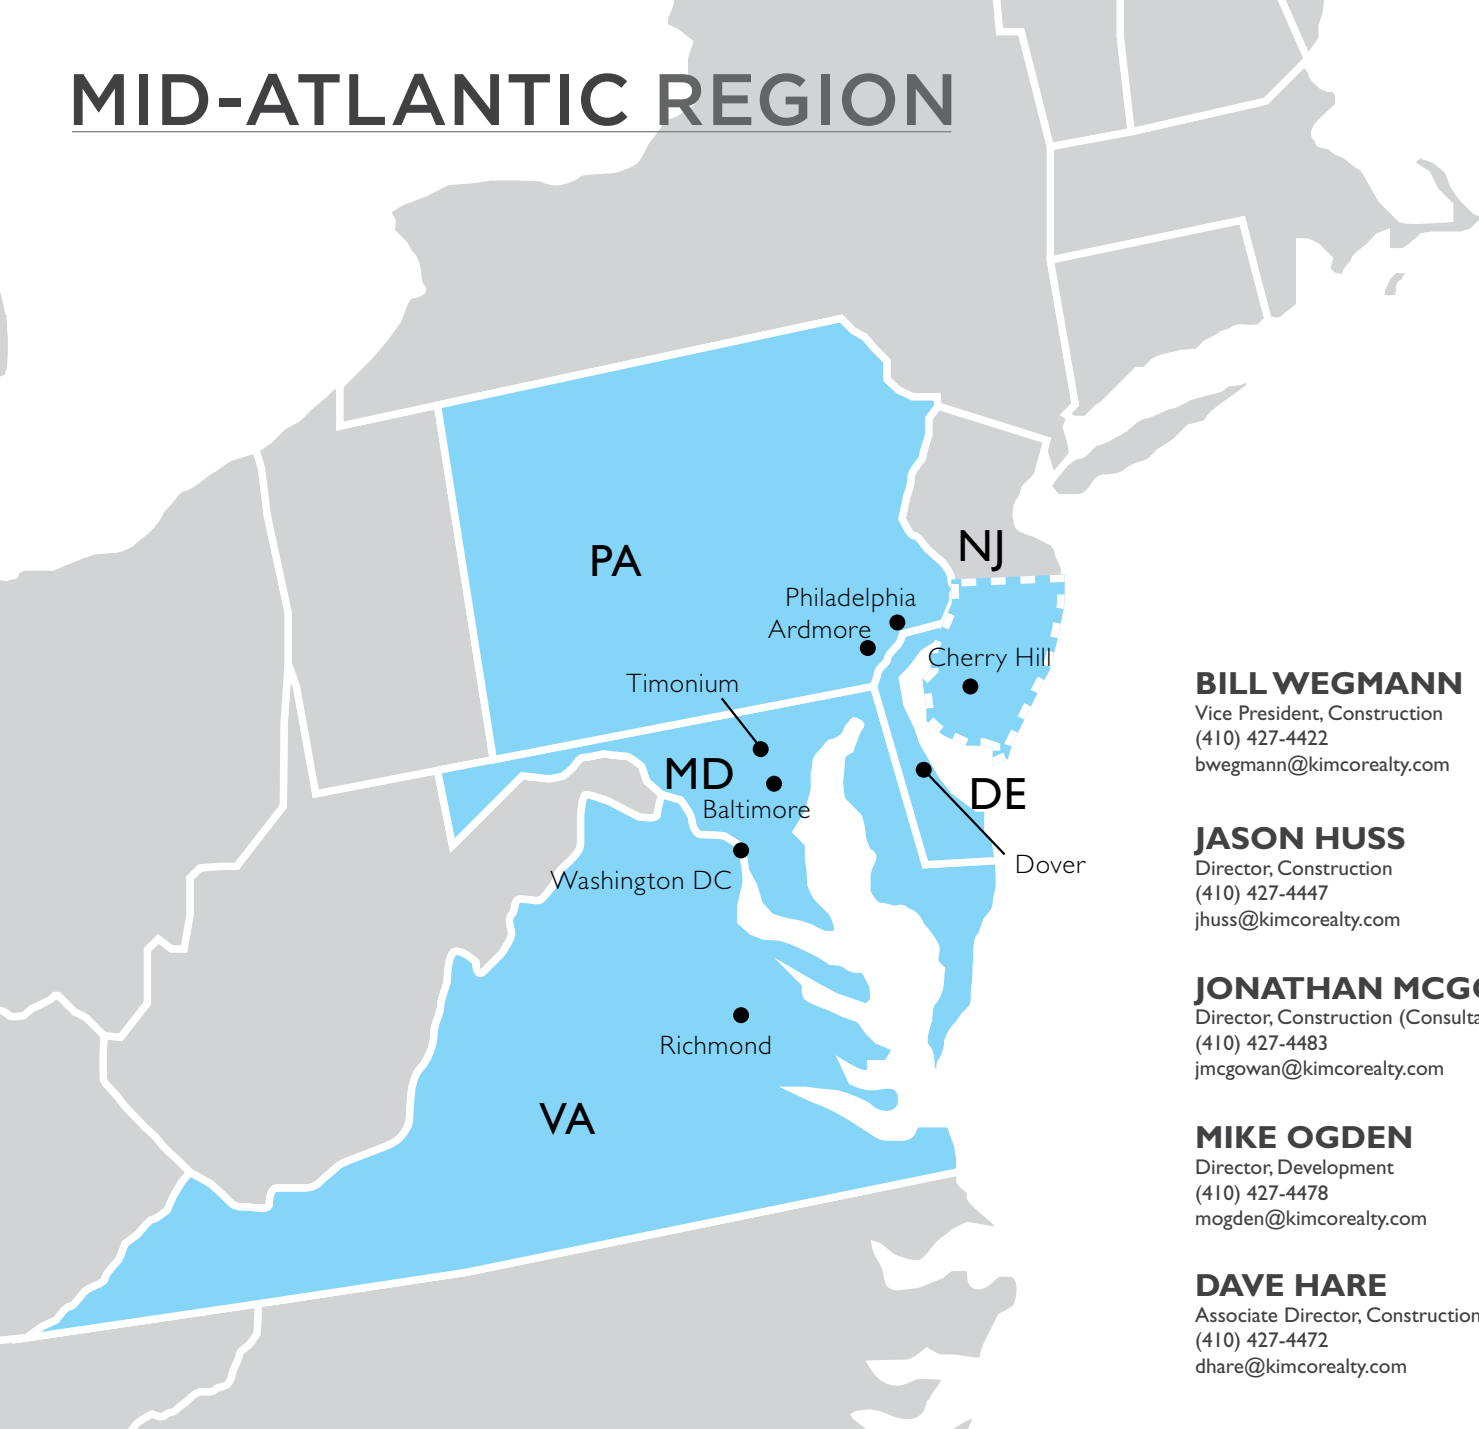 MID-ATLANTIC REGION
PA
NJ
Philadelphia
Ardmore
Cherry Hill
Timonium
MD
Baltimore
DE
Dover
Washington DC
Richmond
VA
BILL WEGMANN
Vice President, Construction
(410) 427-4422
bwegmann@kimcorealty.com
JASON HUSS
Director, Construction
(410) 427-4447
jhuss@kimcorealty.com
JONATHAN
Director, Construction
(410) 427-4483
jmcgowan@kimcorealty.com
MIKE OGDEN
Director, Development
(410) 427-4478
mogden@kimcorealty.com
DAVE HARE
Associate Director, Construction
(410) 427-4472
dhare@kimcorealty.com